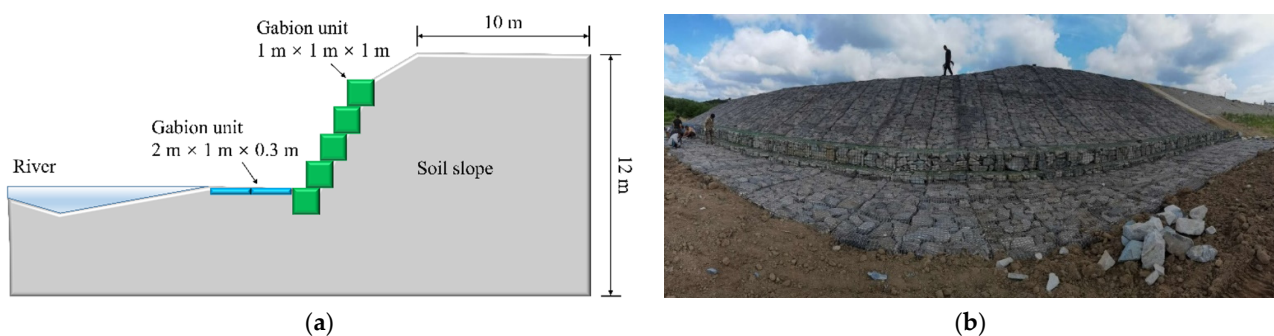 Gabion unit
1 m × 1 m × 1 m
10 m
Gabion unit
2 m × 1 m × 0.3 m
River
Soil slope
12 m
(a)
(b)